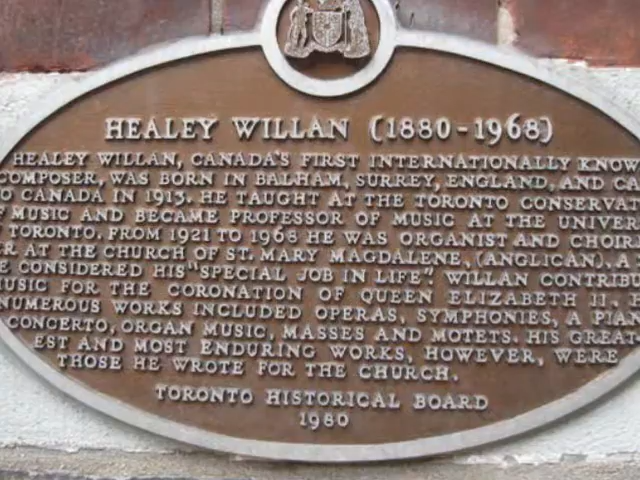 HEALEY WILLAN (1880-1968)
HEALEY WILLAN, CANADA'S FIRST INTERNATIONALLY KNOW
COMPOSER, WAS BORN IN BALHAM, SURREY, ENGLAND, AND
O CANADA IN 1913. HE TAUGHT AT THE TORONTO CONSERVAT
F MUSIC AND BECAME PROFESSOR OF MUSIC AT THE UNIVER
TORONTO. FROM 1921 TO 1968 HE WAS ORGANIST AND CHOIR
ER AT THE CHURCH OF ST. MARY MAGDALENE, (ANGLICAN), A
E CONSIDERED HIS "SPECIAL JOB IN LIFE". WILLAN CONTRIB
MUSIC FOR THE CORONATION OF QUEEN ELIZABETH II.
NUMEROUS WORKS INCLUDED OPERAS, SYMPHONIES, A PIAN
CONCERTO, ORGAN MUSIC, MASSES AND MOTETS. HIS GREAT
EST AND MOST ENDURING WORKS, HOWEVER, WERE
THOSE HE WROTE FOR THE CHURCH.
TORONTO HISTORICAL BOARD
1980